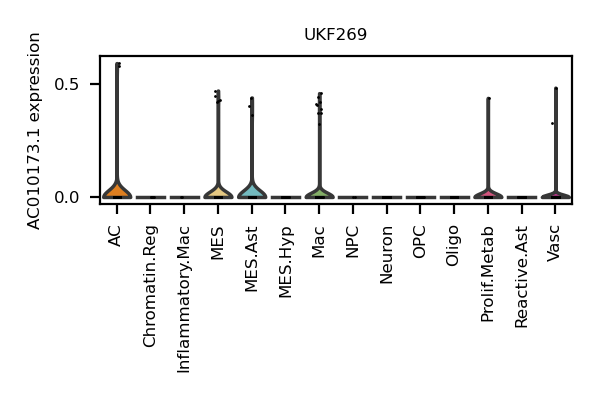 UKF269
AC010173.1 expression
0.5
0.0
AC
Chromatin.Reg
Inflammatory.Mac
MES
MES.Ast
MES.Hyp
Mac
NPC
Neuron
OPC
Oligo
Prolif.Metab
Reactive.Ast
Vasc